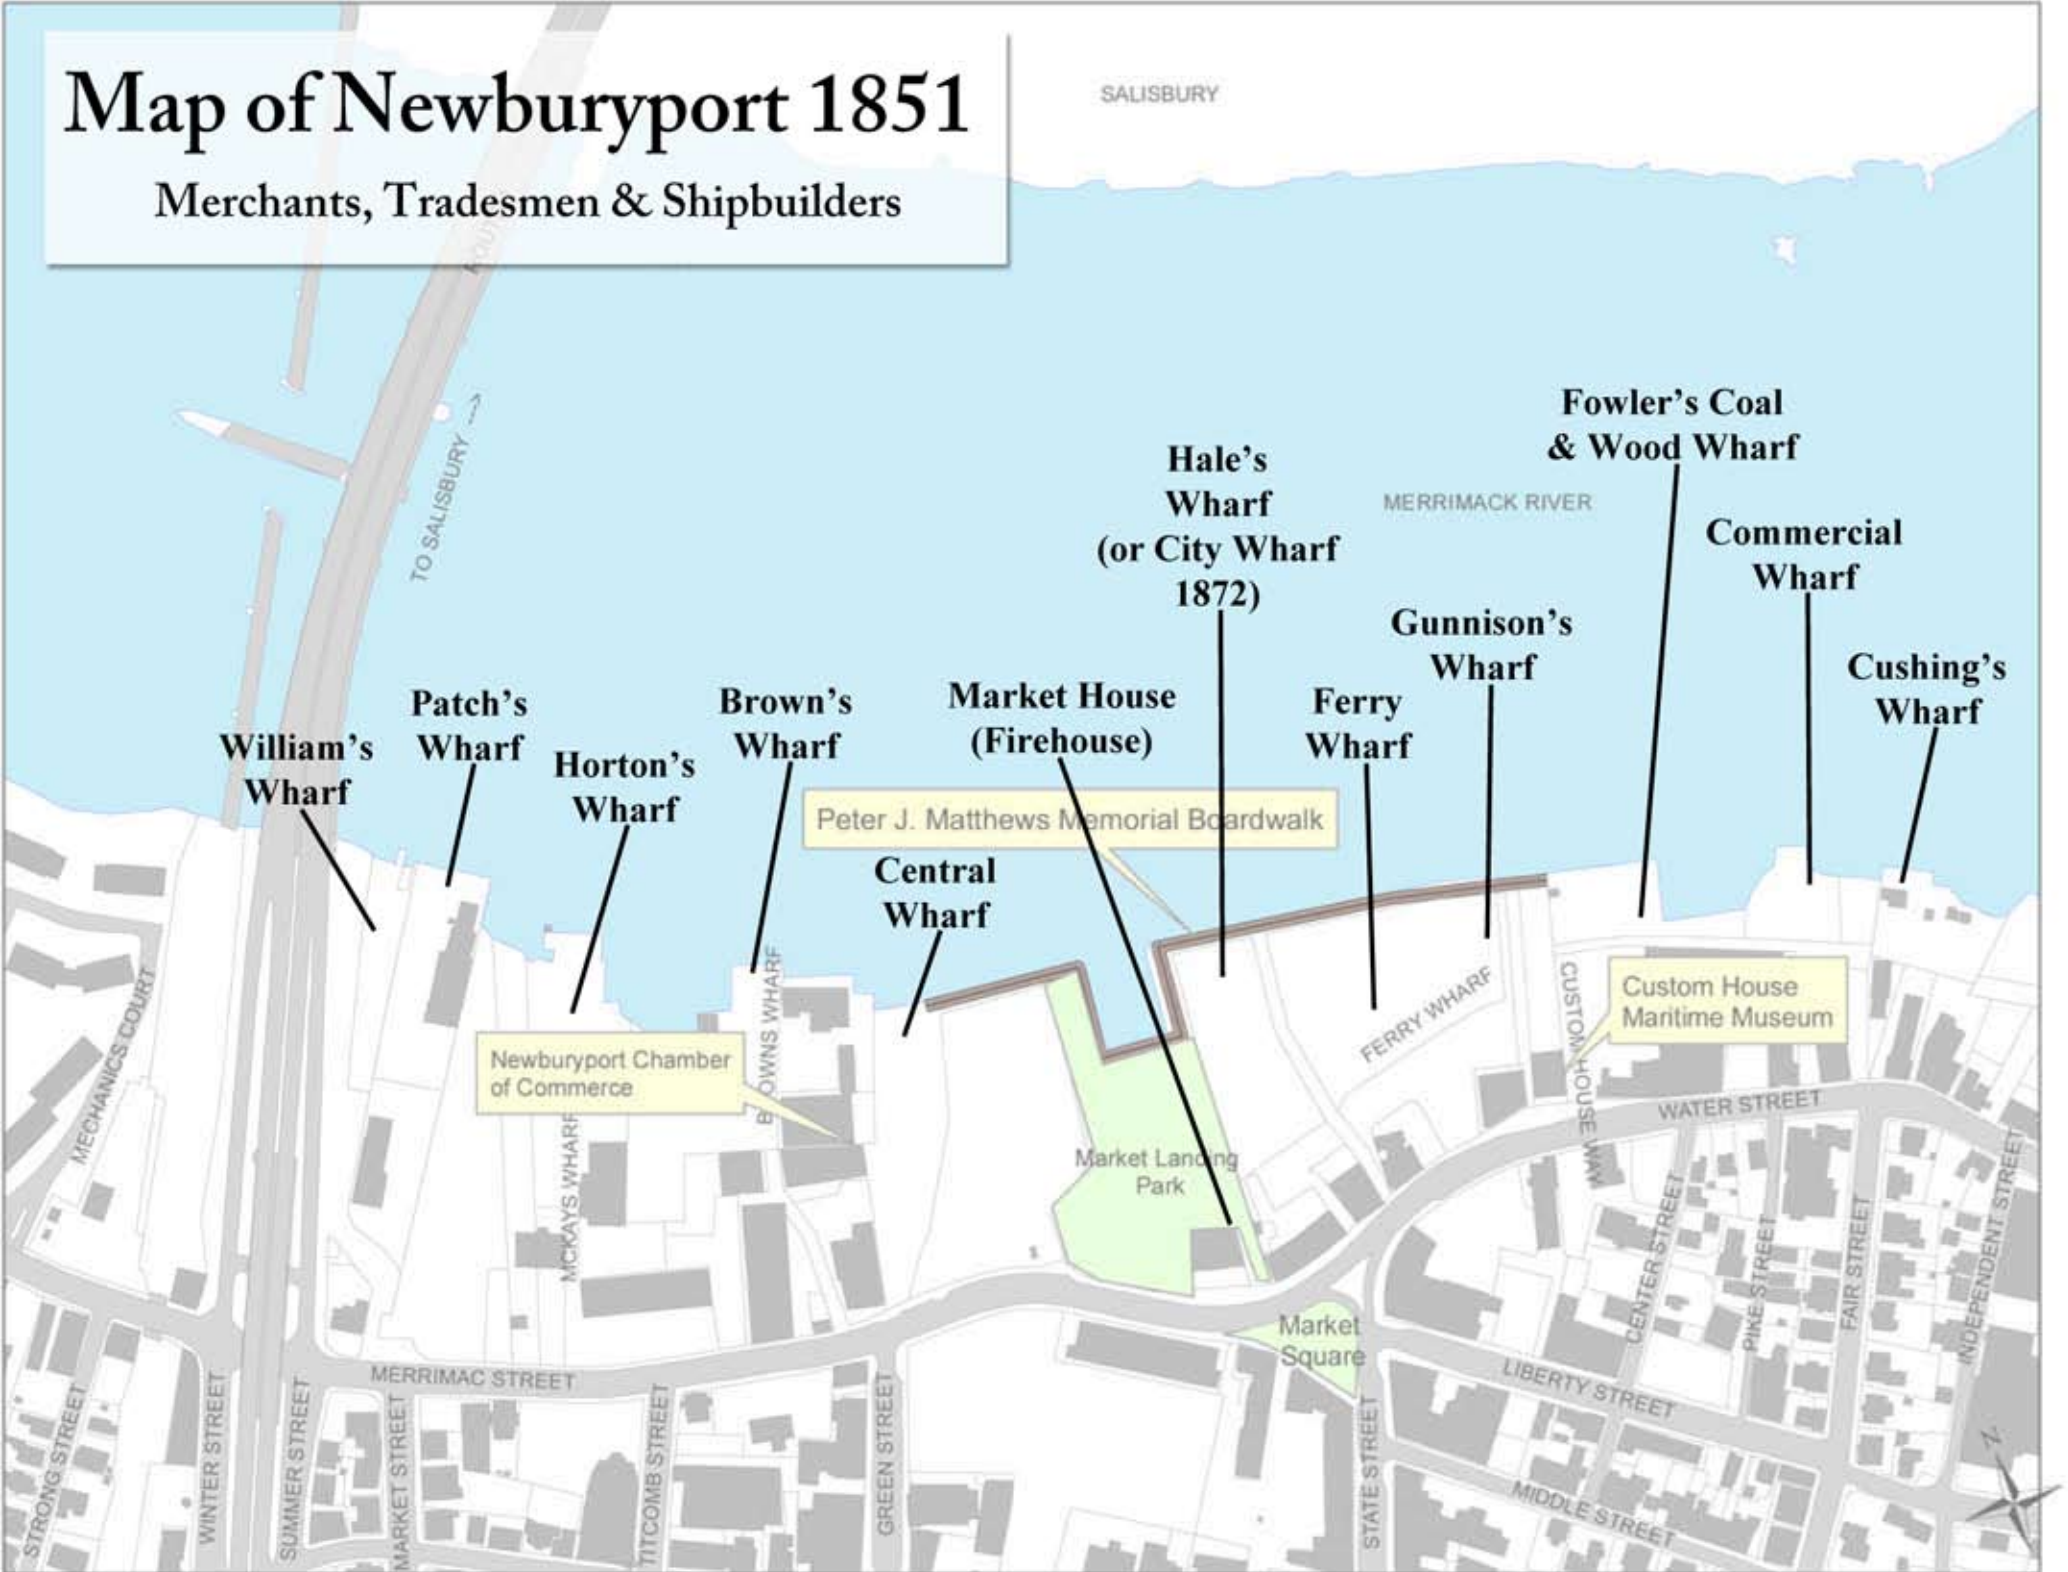 Map of Newburyport 1851
Merchants, Tradesmen & Shipbuilders
SALISBURY
TO SALISBURY --->
MERRIMACK RIVER
Fowler's Coal
& Wood Wharf
Hale's
Wharf
(or City Wharf
1872)
Commercial
Wharf
Gunnison's
Wharf
Cushing's
Wharf
Patch's
Wharf
Brown's
Wharf
Market House
(Firehouse)
Ferry
Wharf
William's
Wharf
Horton's
Wharf
Peter J. Matthews Memorial Boardwalk
Central
Wharf
Newburyport Chamber
of Commerce
Custom House
Maritime Museum
MECHANICS COURT
MCKAYS WHARF
BROWNS WHARF
FERRY WHARF
CUSTOM HOUSE WAY
WATER STREET
Market Landing
Park
Market
Square
MERRIMAC STREET
STRONG STREET
WINTER STREET
SUMMER STREET
MARKET STREET
TITCOMB STREET
GREEN STREET
STATE STREET
LIBERTY STREET
MIDDLE STREET
CENTER STREET
PIKE STREET
FAIR STREET
INDEPENDENT STREET
Z